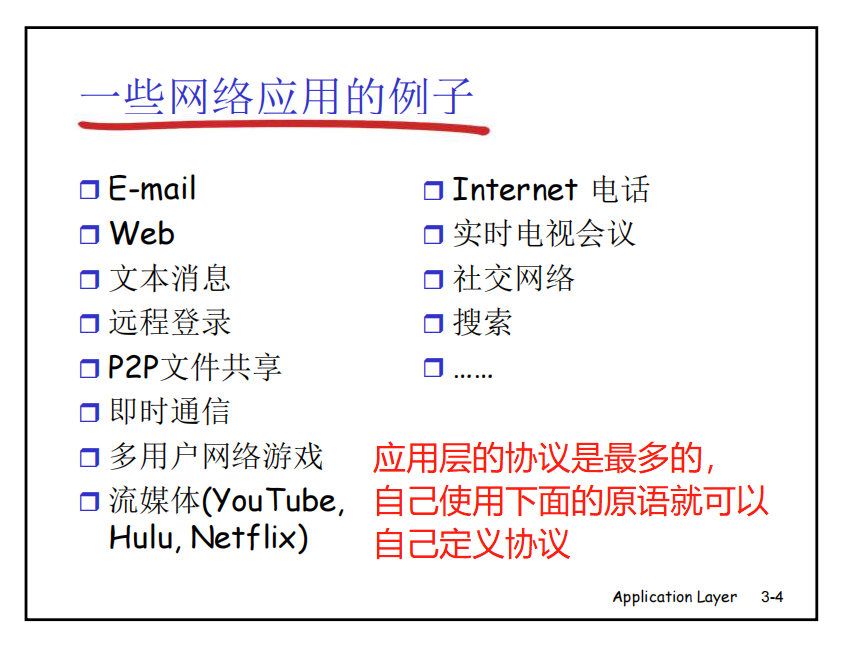 一些网络应用的例子
E-mail
Web
文本消息
远程登录
P2P文件共享
即时通信
多用户网络游戏
流媒体(YouTube,
Hulu, Netflix)
Internet 电话
实时电视会议
社交网络
搜索
……
应用层的协议是最多的，
自己使用下面的原语就可以
自己定义协议
Application Layer 3-4